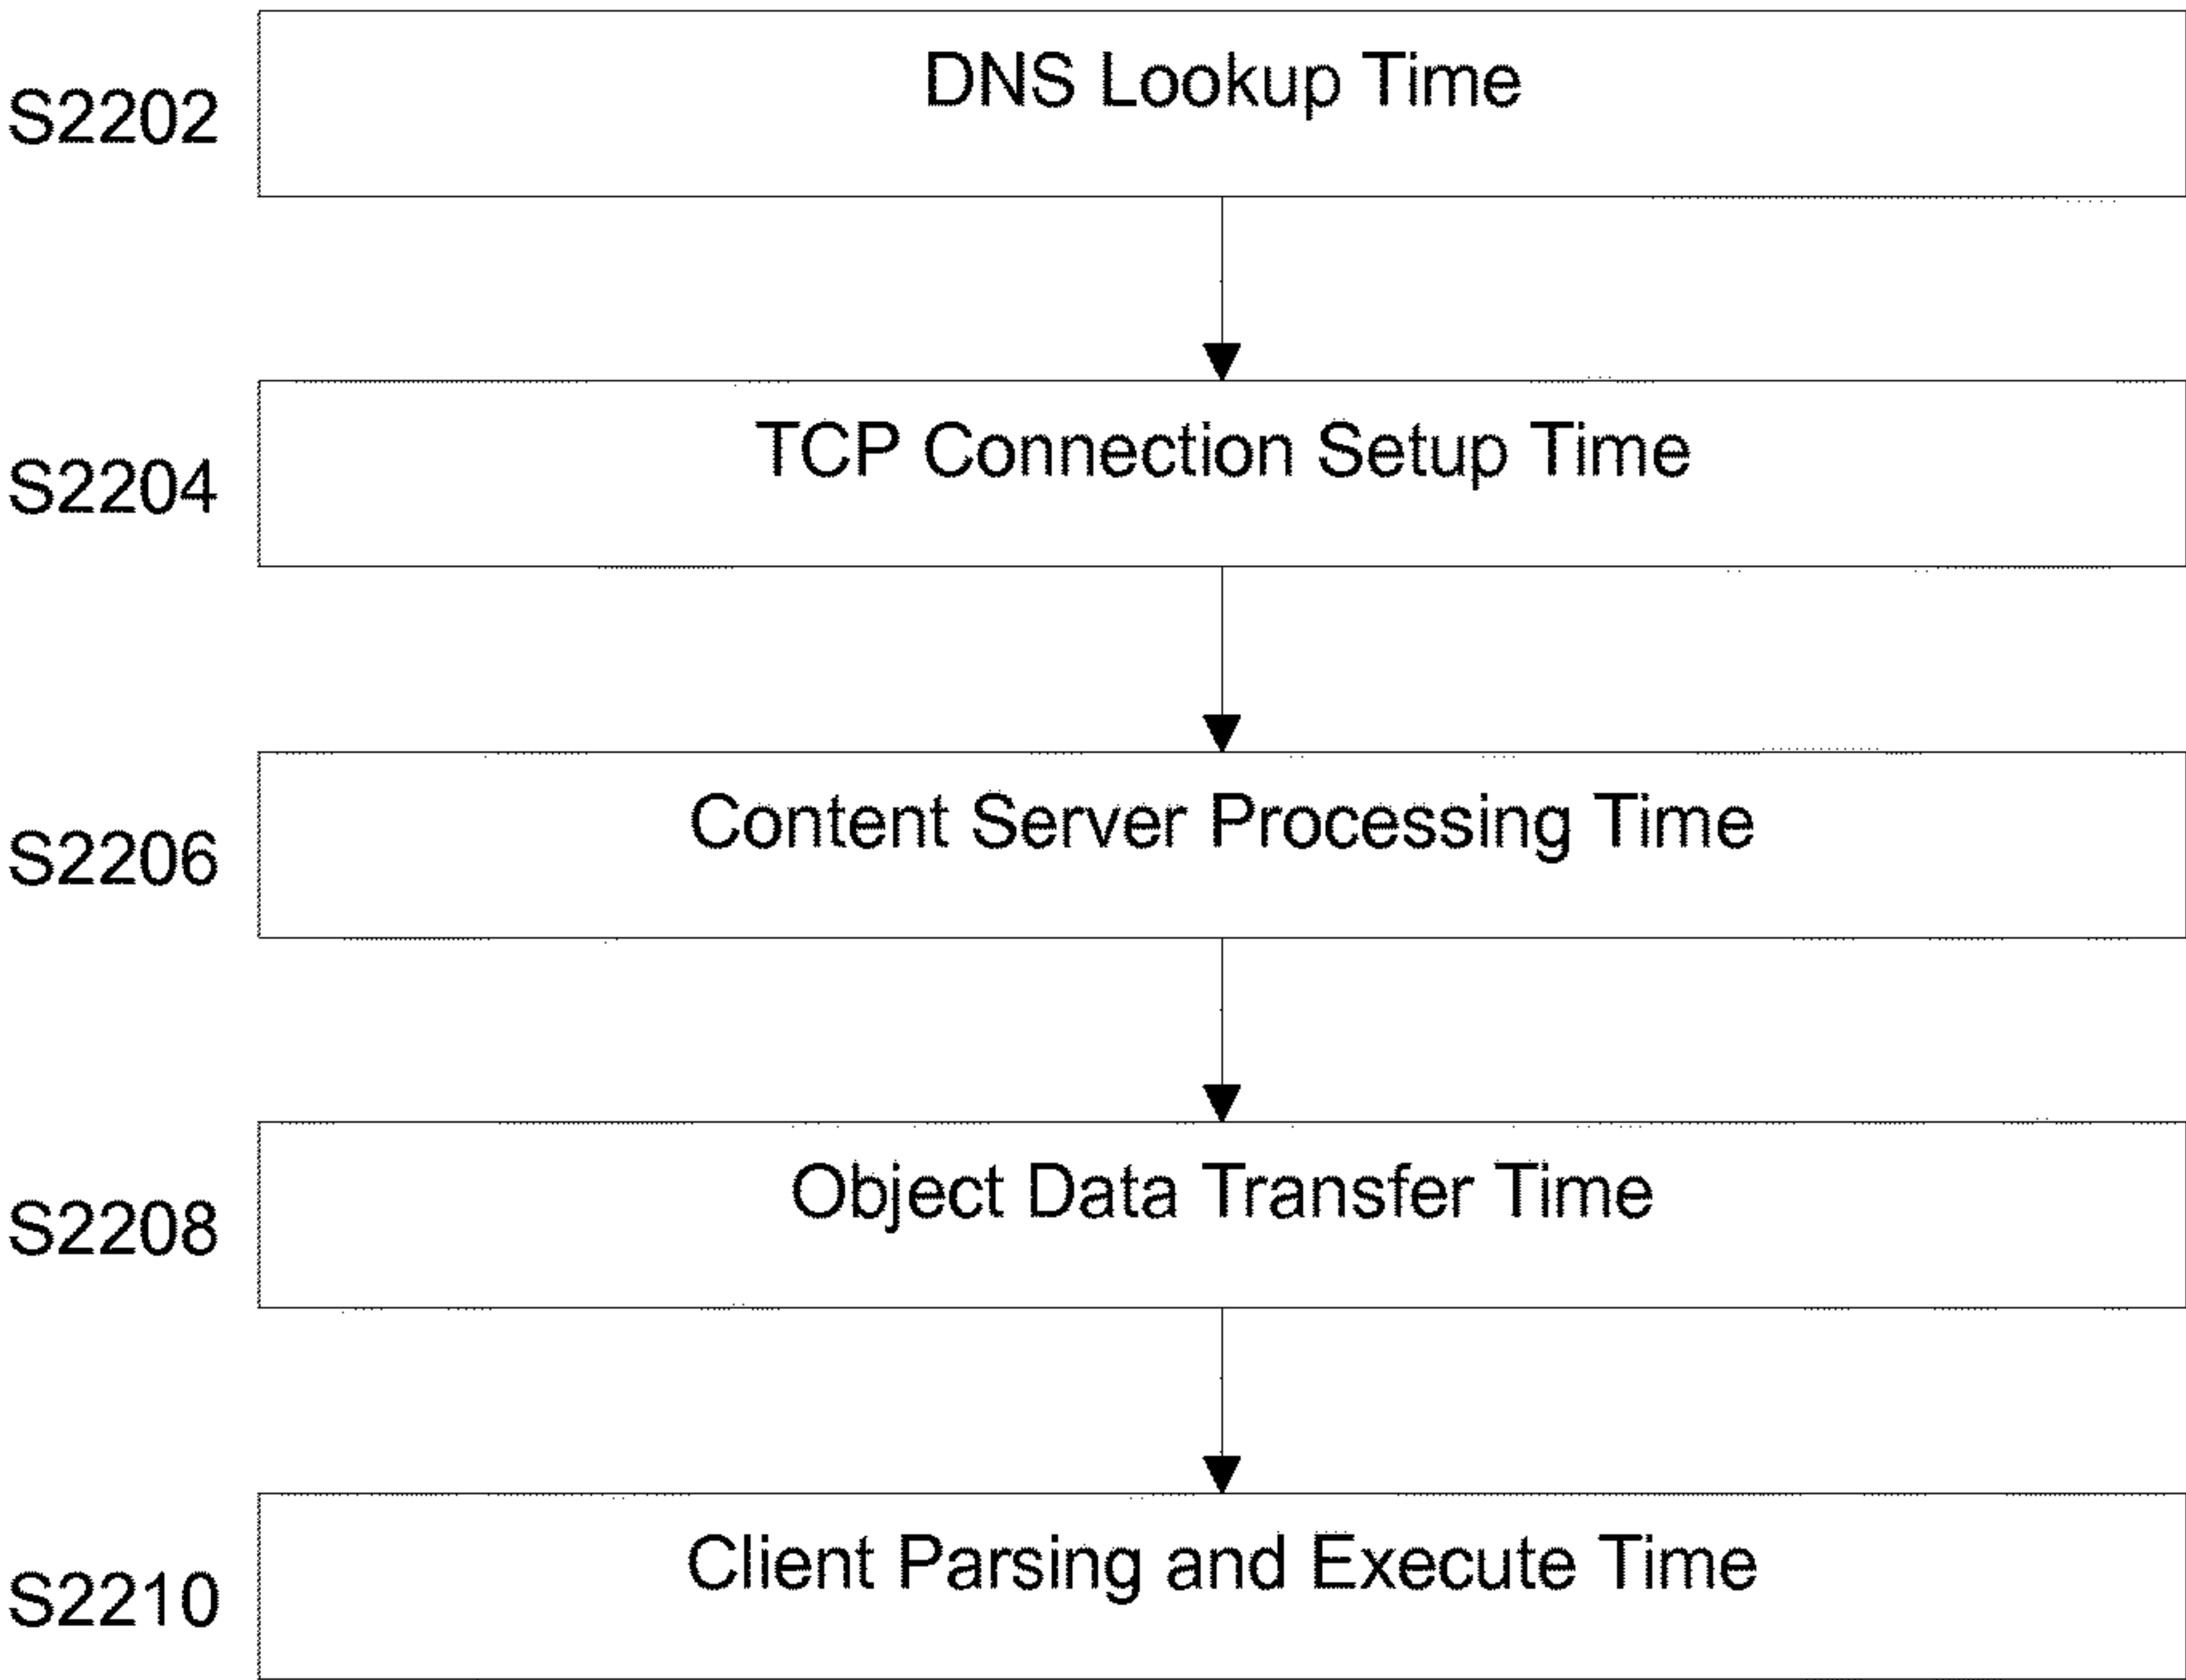 S2202
DNS Lookup Time
S2204
TCP Connection Setup Time
S2206
Content Server Processing Time
S2208
Object Data Transfer Time
S2210
Client Parsing and Execute Time